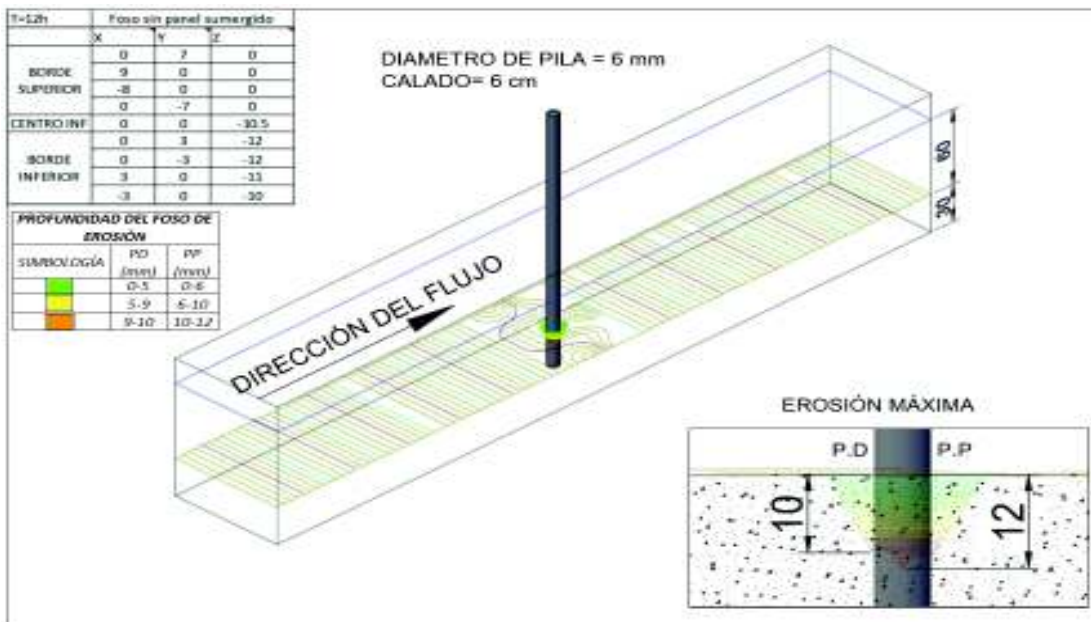 T=12h Foso sin panel sumergido
X Y Z
BORDE SUPERIOR
0 7 0
9 0 0
-8 0 0
0 -7 0
CENTRO INF 0 0 -10.5
BORDE INFERIOR
0 3 -12
0 -3 -12
3 0 -11
-3 0 -10
PROFUNDIDAD DEL FOSO DE
EROSIÓN
SIMBOLOGÍA PD (mm) PP (mm)
0-5 0-6
5-9 6-10
9-10 10-12
DIAMETRO DE PILA = 6 mm
CALADO= 6 cm
60
30
DIRECCIÓN DEL FLUJO
EROSIÓN MÁXIMA
P.D P.P
10
12